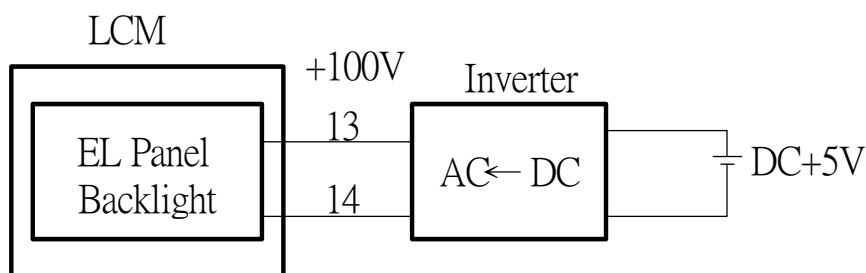 LCM
+100V
Inverter
13
EL Panel
Backlight
AC← DC
DC+5V
14